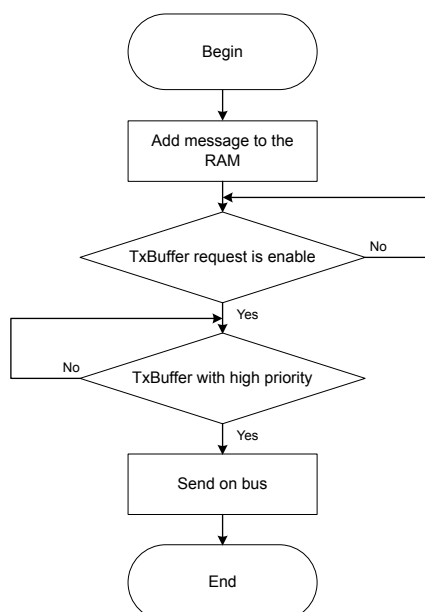 Begin
Add message to the
RAM
TxBuffer request is enable
No
Yes
TxBuffer with high priority
No
Yes
Send on bus
End